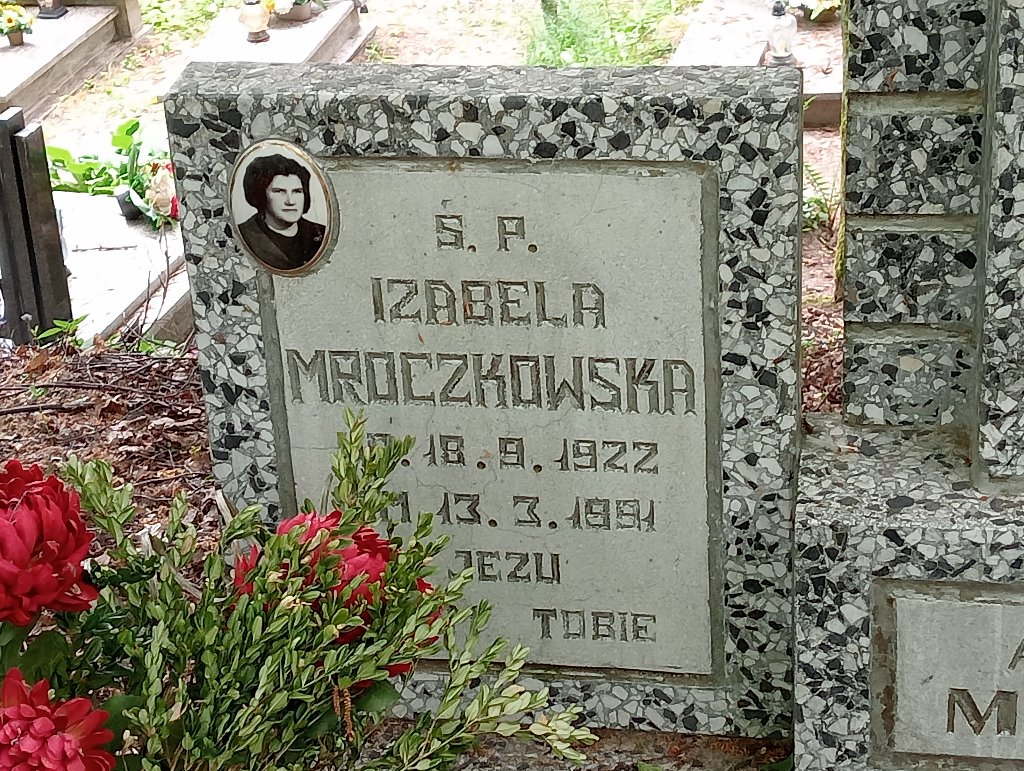 Ś. P.
IZABELA
MROCZKOWSKA
18. 9. 1922
13. 3. 1991
JEZU
TOBIE
M